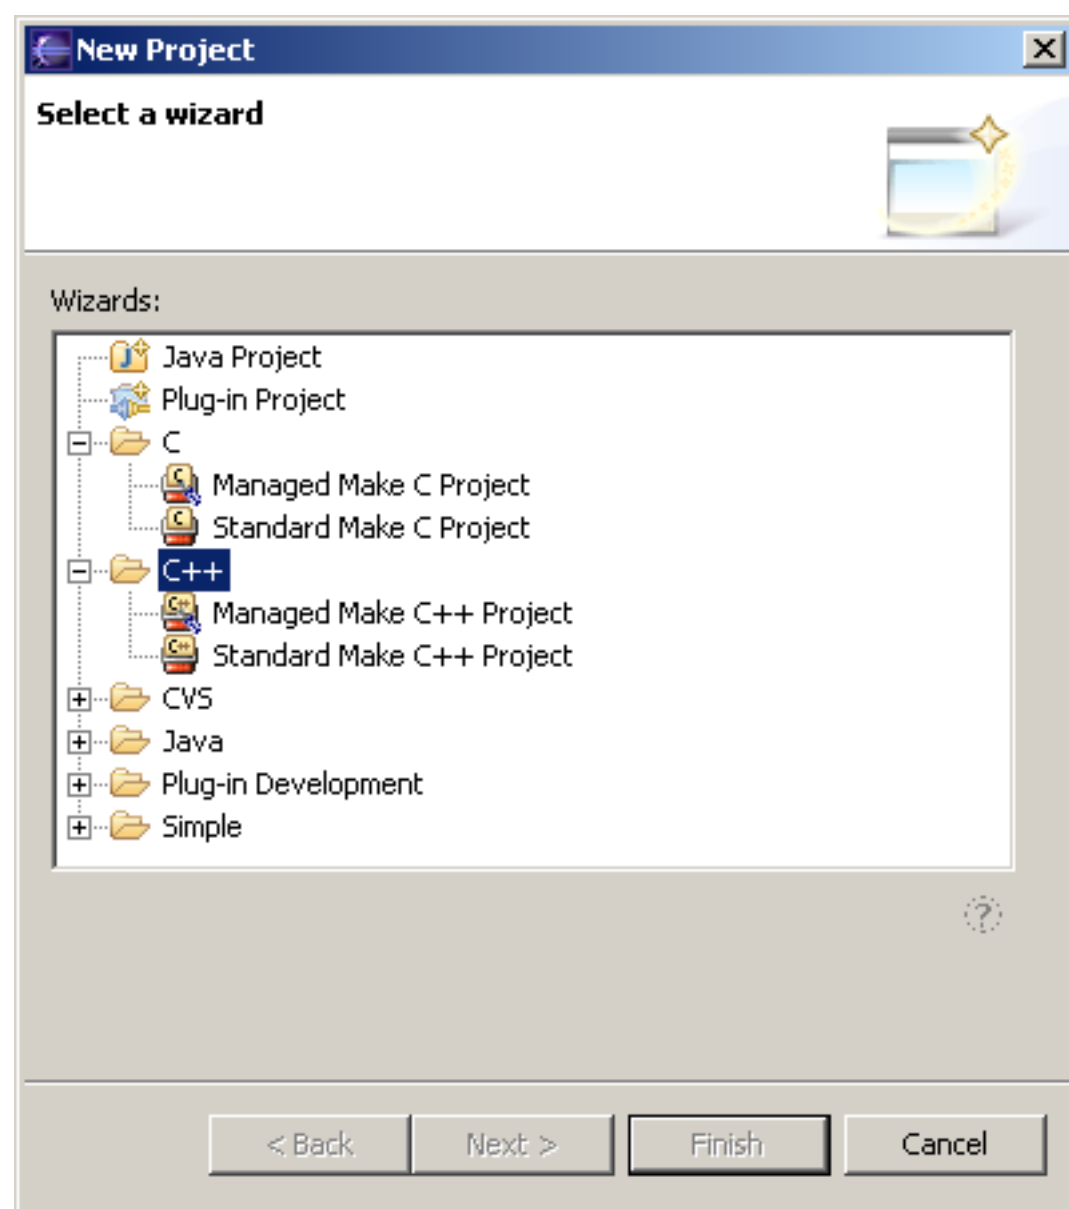 New Project
Select a wizard
Wizards:
Java Project
Plug-in Project
C
Managed Make C Project
Standard Make C Project
C++
Managed Make C++ Project
Standard Make C++ Project
CVS
Java
Plug-in Development
Simple
?
< Back Next > Finish Cancel